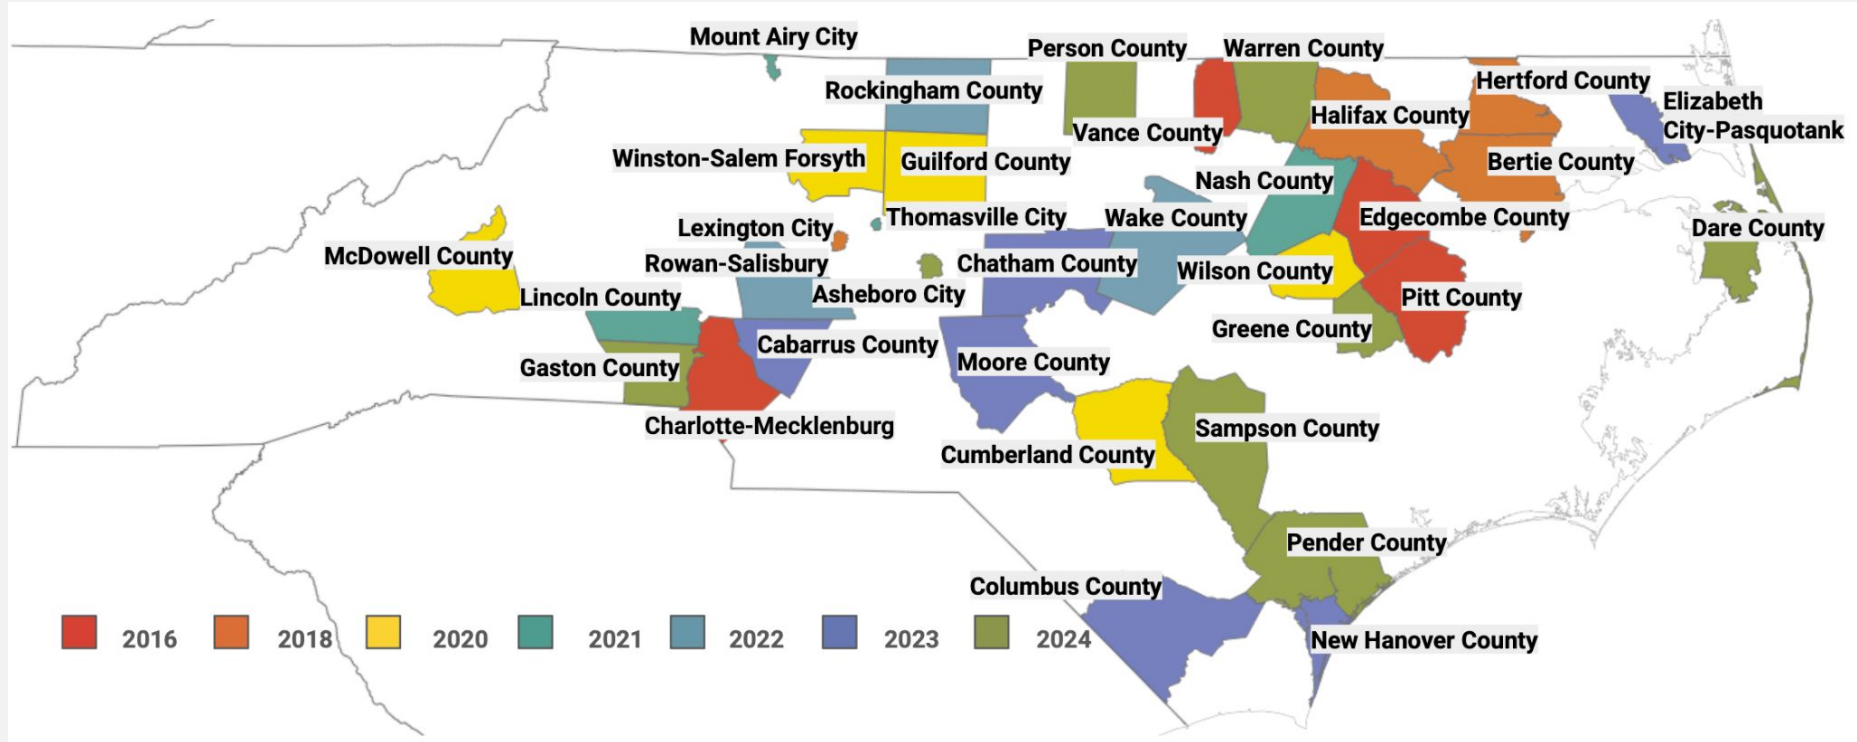 Mount Airy City
Person County
Warren County
Rockingham County
Hertford County
Elizabeth
City-Pasquotank
Halifax County
Vance County
Winston-Salem Forsyth
Guilford County
Bertie County
Nash County
Thomasville City
Wake County
Edgecombe County
Lexington City
Dare County
McDowell County
Rowan-Salisbury
Chatham County
Wilson County
Lincoln County
Asheboro City
Pitt County
Greene County
Cabarrus County
Moore County
Gaston County
Charlotte-Mecklenburg
Sampson County
Cumberland County
Pender County
Columbus County
New Hanover County
2016
2018
2020
2021
2022
2023
2024